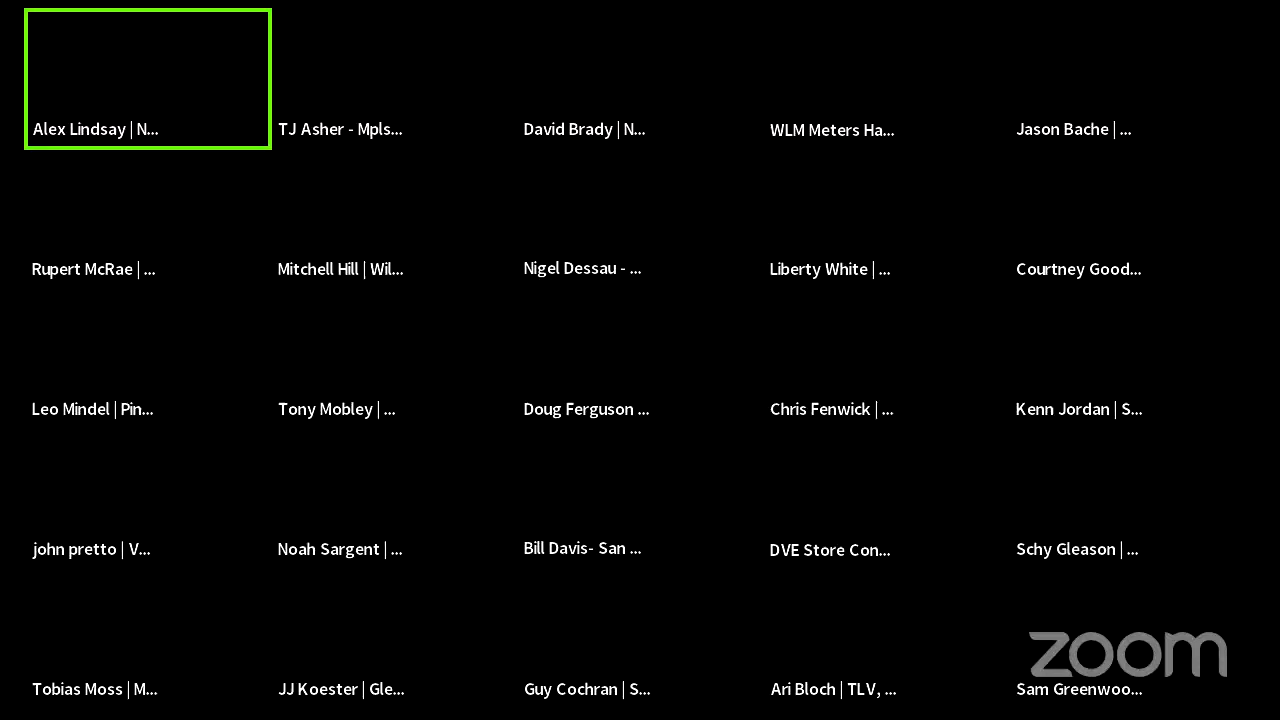 Alex Lindsay | N...
TJ Asher - Mpls...
David Brady | N...
WLM Meters Ha...
Jason Bache | ...
Rupert McRae | ...
Mitchell Hill | Wil...
Nigel Dessau - ...
Liberty White | ...
Courtney Good...
Leo Mindel | Pin...
Tony Mobley | ...
Doug Ferguson ...
Chris Fenwick | ...
Kenn Jordan | S...
john pretto | V...
Noah Sargent | ...
Bill Davis- San ...
DVE Store Con...
Schy Gleason | ...
zoom
Tobias Moss | M...
JJ Koester | Gle...
Guy Cochran | S...
Ari Bloch | TLV, ...
Sam Greenwoo...